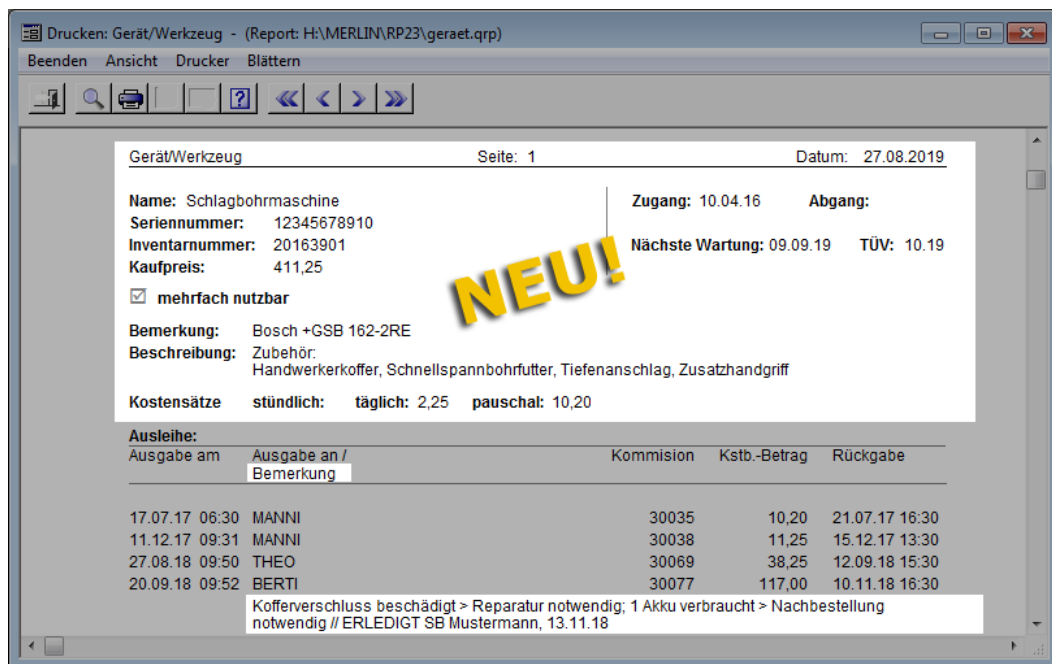 Drucken: Gerät/Werkzeug - (Report: H:\MERLIN\RP23\geraet.qrp)
Beenden Ansicht Drucker Blättern
Gerät/Werkzeug Seite: 1 Datum: 27.08.2019
Name: Schlagbohrmaschine Zugang: 10.04.16 Abgang:
Seriennummer: 12345678910
Inventarnummer: 20163901 Nächste Wartung: 09.09.19 TÜV: 10.19
Kaufpreis: 411,25
NEU!
mehrfach nutzbar
Bemerkung: Bosch +GSB 162-2RE
Beschreibung: Zubehör:
Handwerkerkoffer, Schnellspannbohrfutter, Tiefenanschlag, Zusatzhandgriff
Kostensätze stündlich: täglich: 2,25 pauschal: 10,20
Ausleihe:
Ausgabe am Ausgabe an / Kommision Kstb.-Betrag Rückgabe
Bemerkung
17.07.17 06:30 MANNI 30035 10,20 21.07.17 16:30
11.12.17 09:31 MANNI 30038 11,25 15.12.17 13:30
27.08.18 09:50 THEO 30069 38,25 12.09.18 15:30
20.09.18 09:52 BERTI 30077 117,00 10.11.18 16:30
Kofferverschluss beschädigt > Reparatur notwendig; 1 Akku verbraucht > Nachbestellung
notwendig // ERLEDIGT SB Mustermann, 13.11.18